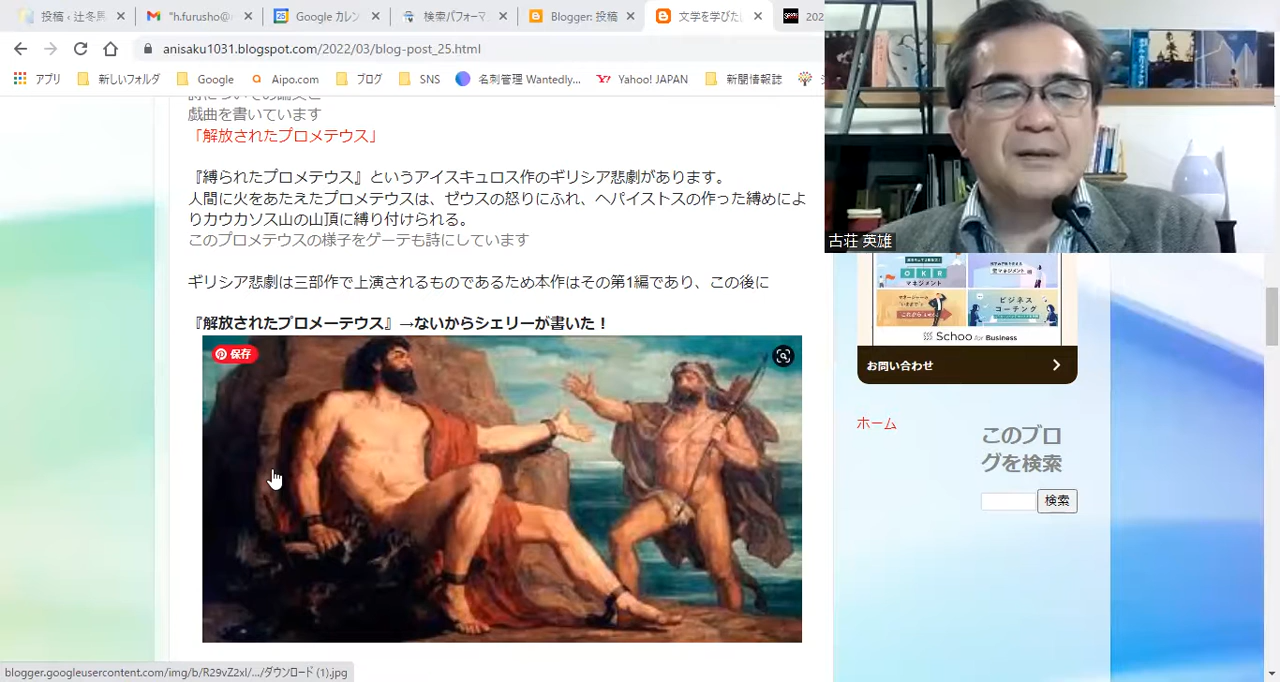 投稿 ‹ 辻冬馬
"h.furusho@r
Google カレン
検索パフォーマ
Blogger: 投稿
文学を学びた
202
anisaku1031.blogspot.com/2022/03/blog-post_25.html
アプリ
新しいフォルダ
Google
Aipo.com
ブログ
SNS
名刺管理 Wantedly...
Yahoo! JAPAN
新聞情報誌
戯曲を書いています
「解放されたプロメテウス」
『縛られたプロメテウス』というアイスキュロス作のギリシア悲劇があります。
人間に火をあたえたプロメテウスは、ゼウスの怒りにふれ、ヘパイストスの作った縛めによ
りカウカソス山の山頂に縛り付けられる。
このプロメテウスの様子をゲーテも詩にしています
ギリシア悲劇は三部作で上演されるものであるため本作はその第1編であり、この後に
『解放されたプロメーテウス』→ないからシェリーが書いた！
保存
古荘 英雄
OKR
マネジメント
ビジネス
コーチング
Schoo for Business
お問い合わせ
ホーム
このブロ
グを検索
検索
blogger.googleusercontent.com/img/b/R29vZ2xl/.../ダウンロード (1).jpg